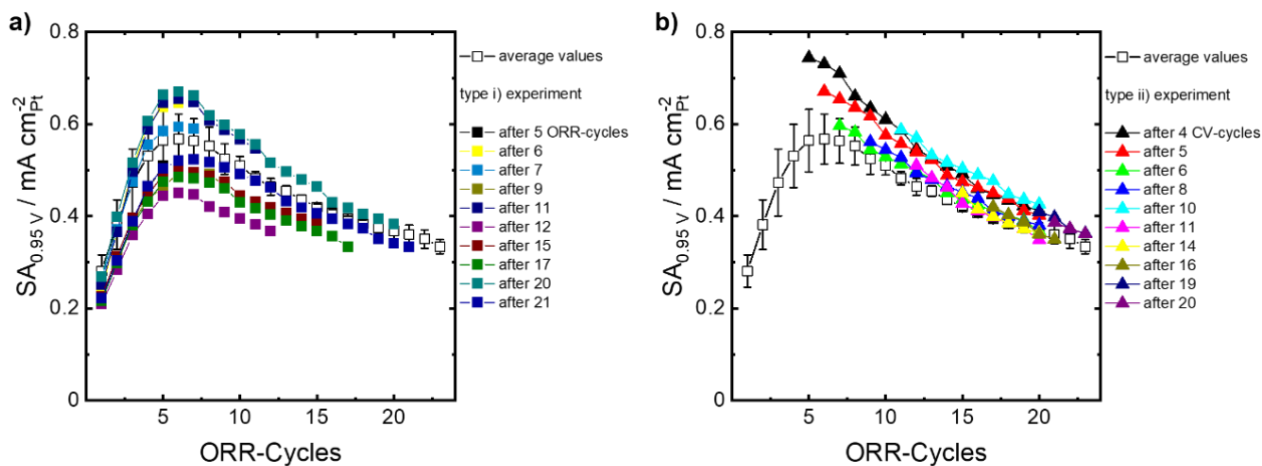 a)
SA0.95 V / mA cm-2Pt
0.8
0.6
0.4
0.2
0
5
10
15
20
ORR-Cycles
average values
type i) experiment
after 5 ORR-cycles
after 6
after 7
after 9
after 11
after 12
after 15
after 17
after 20
after 21
b)
SA0.95 V / mA cm-2Pt
0.8
0.6
0.4
0.2
0
5
10
15
20
ORR-Cycles
average values
type ii) experiment
after 4 CV-cycles
after 5
after 6
after 8
after 10
after 11
after 14
after 16
after 19
after 20